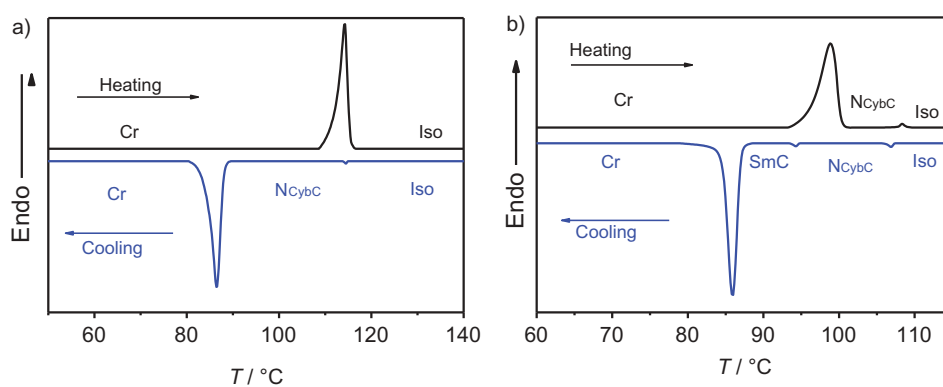 a)
Endo
Heating
Cr
Iso
Cr
NCybC
Iso
Cooling
60 80 100 120 140
T / °C
b)
Endo
Heating
Cr
NCybC
Iso
Cr
SmC
NCybC
Iso
Cooling
60 70 80 90 100 110
T / °C